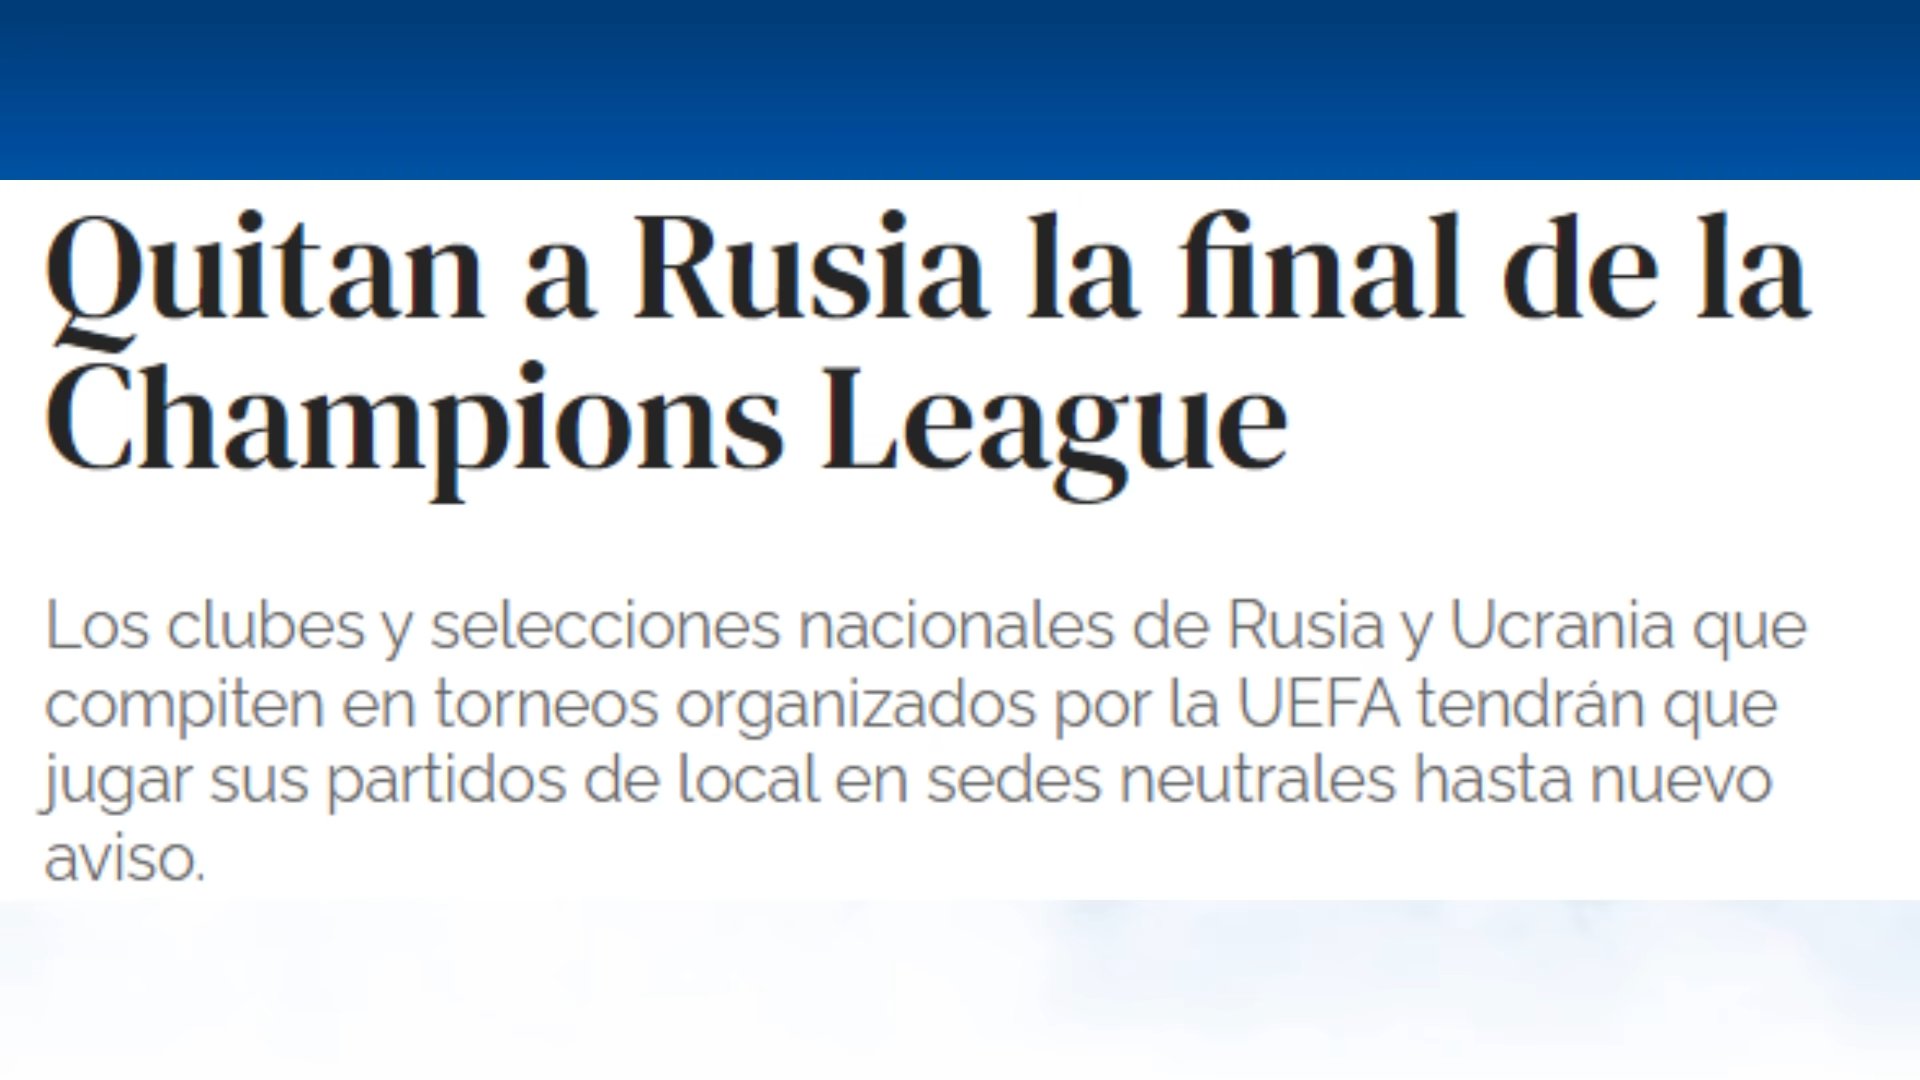 Quitan a Rusia la final de la
Champions League
Los clubes y selecciones nacionales de Rusia y Ucrania que
compiten en torneos organizados por la UEFA tendrán que
jugar sus partidos de local en sedes neutrales hasta nuevo
aviso.